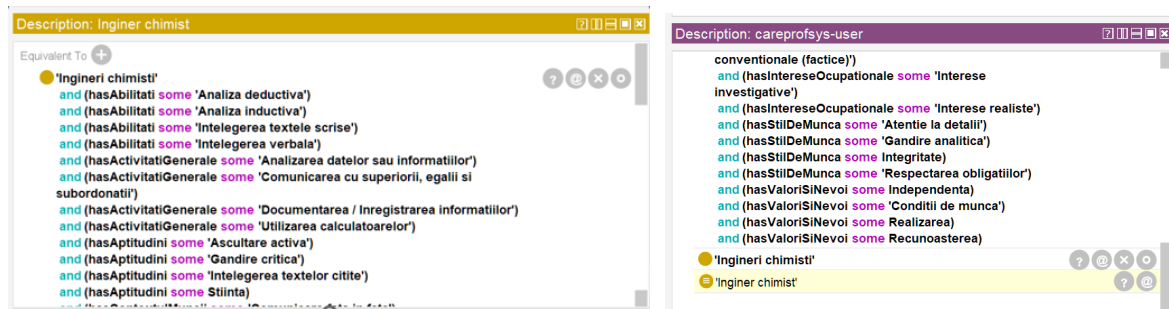 Description: Inginer chimist
Equivalent To
'Ingineri chimisti'
and (hasAbilitati some 'Analiza deductiva')
and (hasAbilitati some 'Analiza inductiva')
and (hasAbilitati some 'Intelegerea textele scrise')
and (hasAbilitati some 'Intelegerea verbala')
and (hasActivitatiGenerale some 'Analizarea datelor sau informatiilor')
and (hasActivitatiGenerale some 'Comunicarea cu superiorii, egalii si
subordonatii')
and (hasActivitatiGenerale some 'Documentarea / Inregistrarea informatiilor')
and (hasActivitatiGenerale some 'Utilizarea calculatoarelor')
and (hasAptitudini some 'Ascultare activa')
and (hasAptitudini some 'Gandire critica')
and (hasAptitudini some 'Intelegerea textelor citite')
and (hasAptitudini some Stiinta)
Description: careprofsys-user
conventionale (factice)')
and (hasIntereseOcupationale some 'Interese
investigative')
and (hasIntereseOcupationale some 'Interese realiste')
and (hasStilDeMunca some 'Atentie la detalii')
and (hasStilDeMunca some 'Gandire analitica')
and (hasStilDeMunca some Integritate)
and (hasStilDeMunca some 'Respectarea obligatiilor')
and (hasValoriSiNevoi some Independenta)
and (hasValoriSiNevoi some 'Conditii de munca')
and (hasValoriSiNevoi some Realizarea)
and (hasValoriSiNevoi some Recunoasterea)
'Ingineri chimisti'
'Inginer chimist'